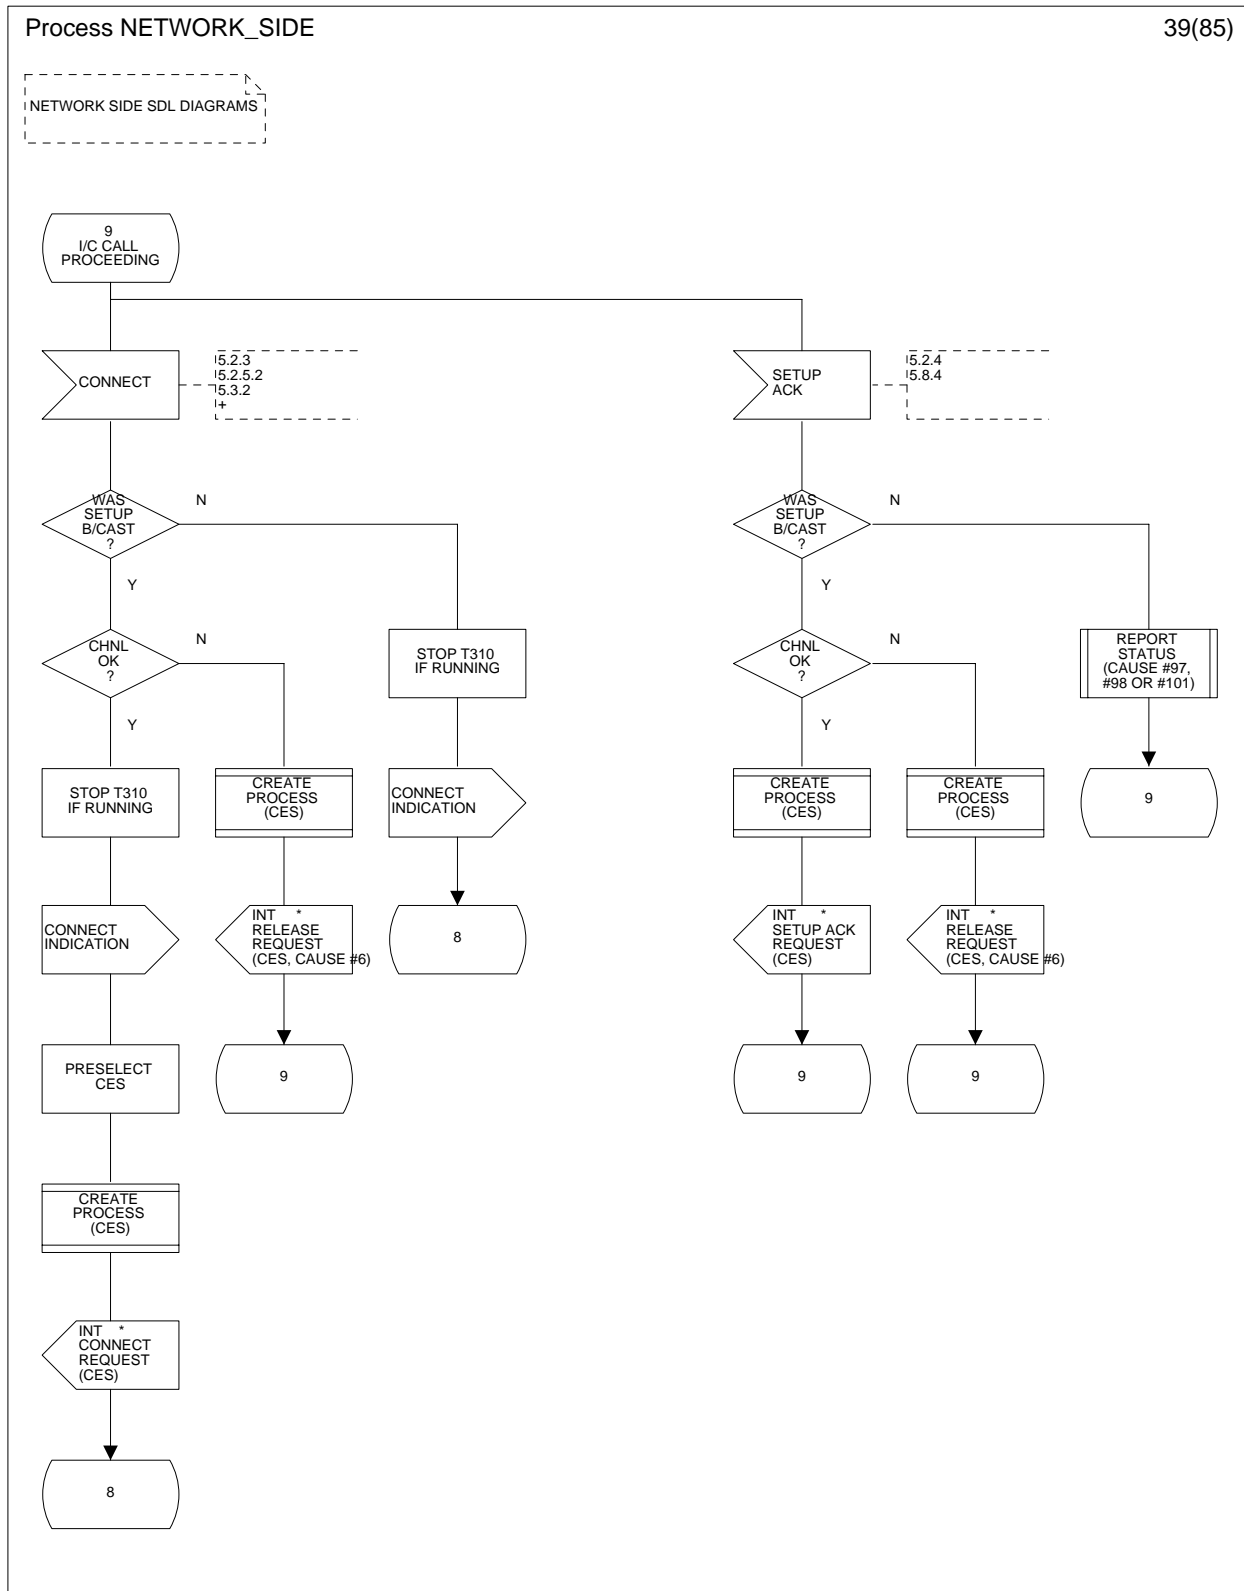 Process NETWORK_SIDE
39(85)
NETWORK SIDE SDL DIAGRAMS
9
I/C CALL
PROCEEDING
CONNECT
5.2.3
5.2.5.2
5.3.2
+
SETUP
ACK
5.2.4
5.8.4
WAS
SETUP
B/CAST
?
N
Y
WAS
SETUP
B/CAST
?
N
Y
CHNL
OK
?
N
Y
STOP T310
IF RUNNING
CHNL
OK
?
N
Y
REPORT
STATUS
(CAUSE #97,
#98 OR #101)
STOP T310
IF RUNNING
CREATE
PROCESS
(CES)
CONNECT
INDICATION
CREATE
PROCESS
(CES)
CREATE
PROCESS
(CES)
9
CONNECT
INDICATION
INT *
RELEASE
REQUEST
(CES, CAUSE #6)
8
INT *
SETUP ACK
REQUEST
(CES)
INT *
RELEASE
REQUEST
(CES, CAUSE #6)
PRESELECT
CES
9
9
9
CREATE
PROCESS
(CES)
INT *
CONNECT
REQUEST
(CES)
8